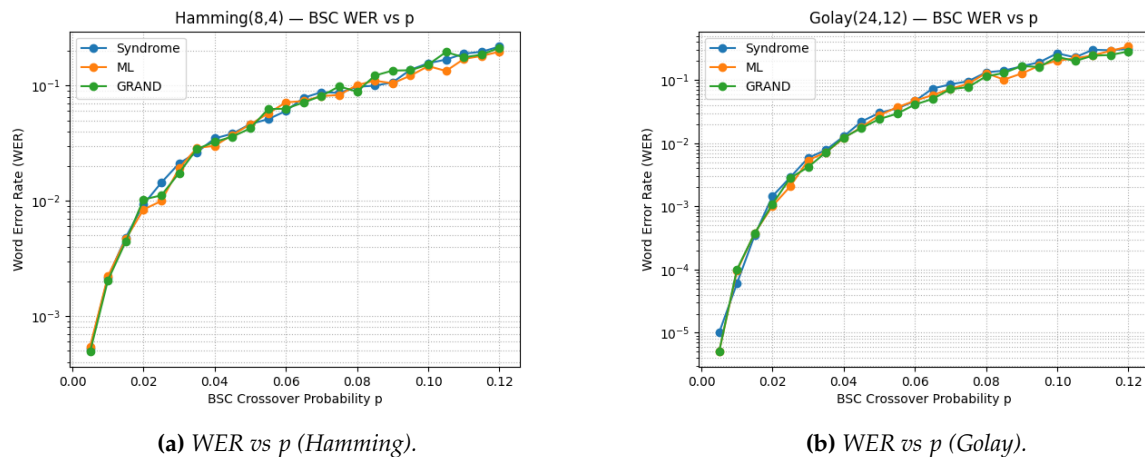 Hamming(8,4) — BSC WER vs p
Syndrome
ML
GRAND
Word Error Rate (WER)
10⁻¹
10⁻²
10⁻³
0.00 0.02 0.04 0.06 0.08 0.10 0.12
BSC Crossover Probability p
(a) WER vs p (Hamming).
Golay(24,12) — BSC WER vs p
Syndrome
ML
GRAND
Word Error Rate (WER)
10⁻¹
10⁻²
10⁻³
10⁻⁴
10⁻⁵
0.00 0.02 0.04 0.06 0.08 0.10 0.12
BSC Crossover Probability p
(b) WER vs p (Golay).